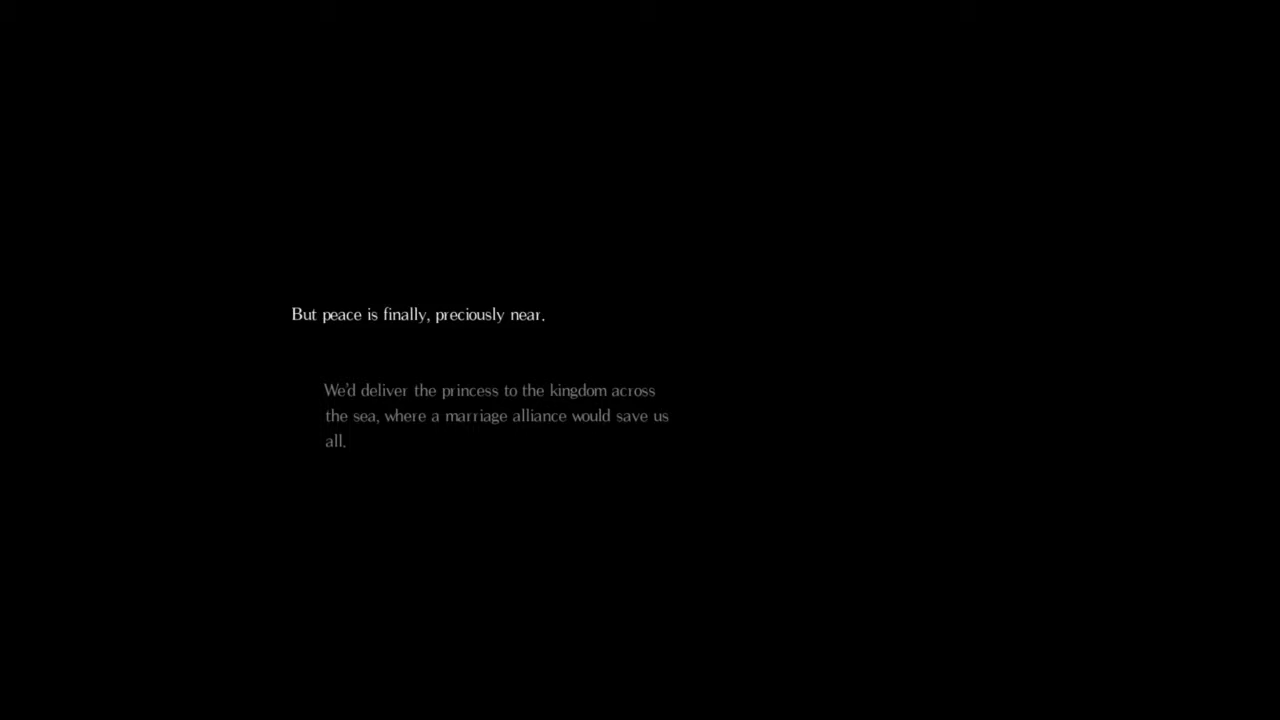 But peace is finally, preciously near.
We'd deliver the princess to the kingdom across
the sea, where a marriage alliance would save us
all.